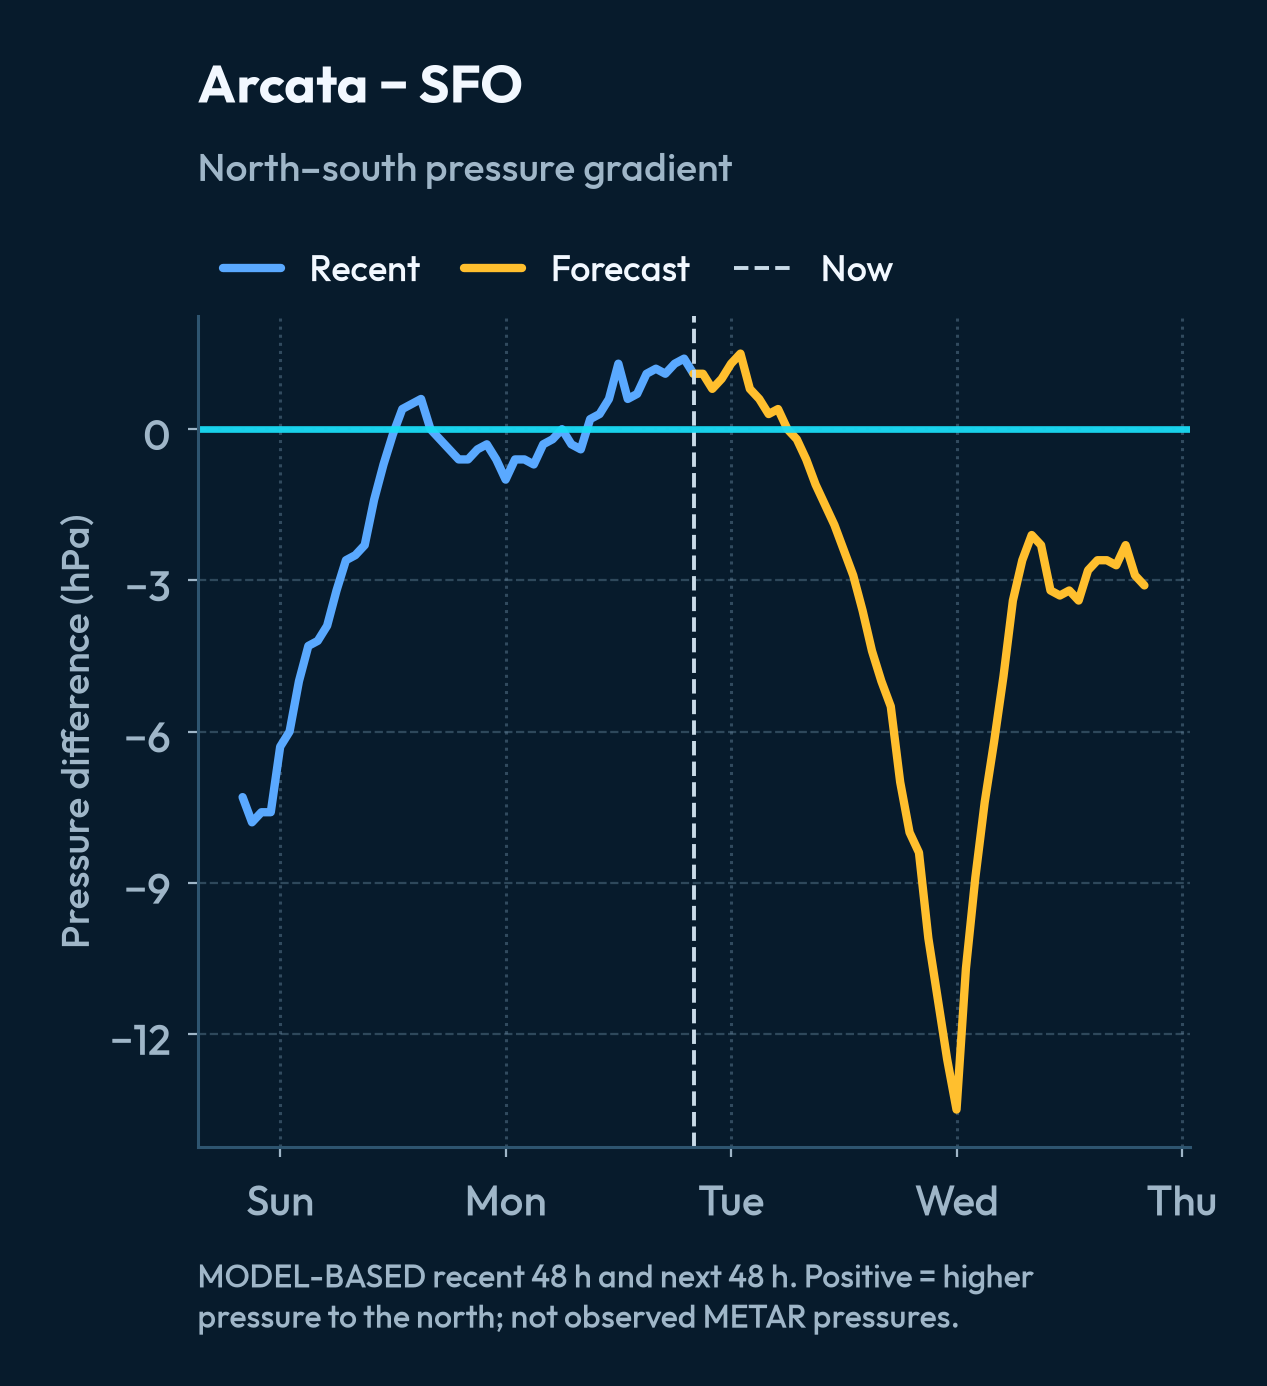 Arcata – SFO
North–south pressure gradient
Recent Forecast Now
Pressure difference (hPa)
0
−3
−6
−9
−12
Sun Mon Tue Wed Thu
MODEL-BASED recent 48 h and next 48 h. Positive = higher
pressure to the north; not observed METAR pressures.